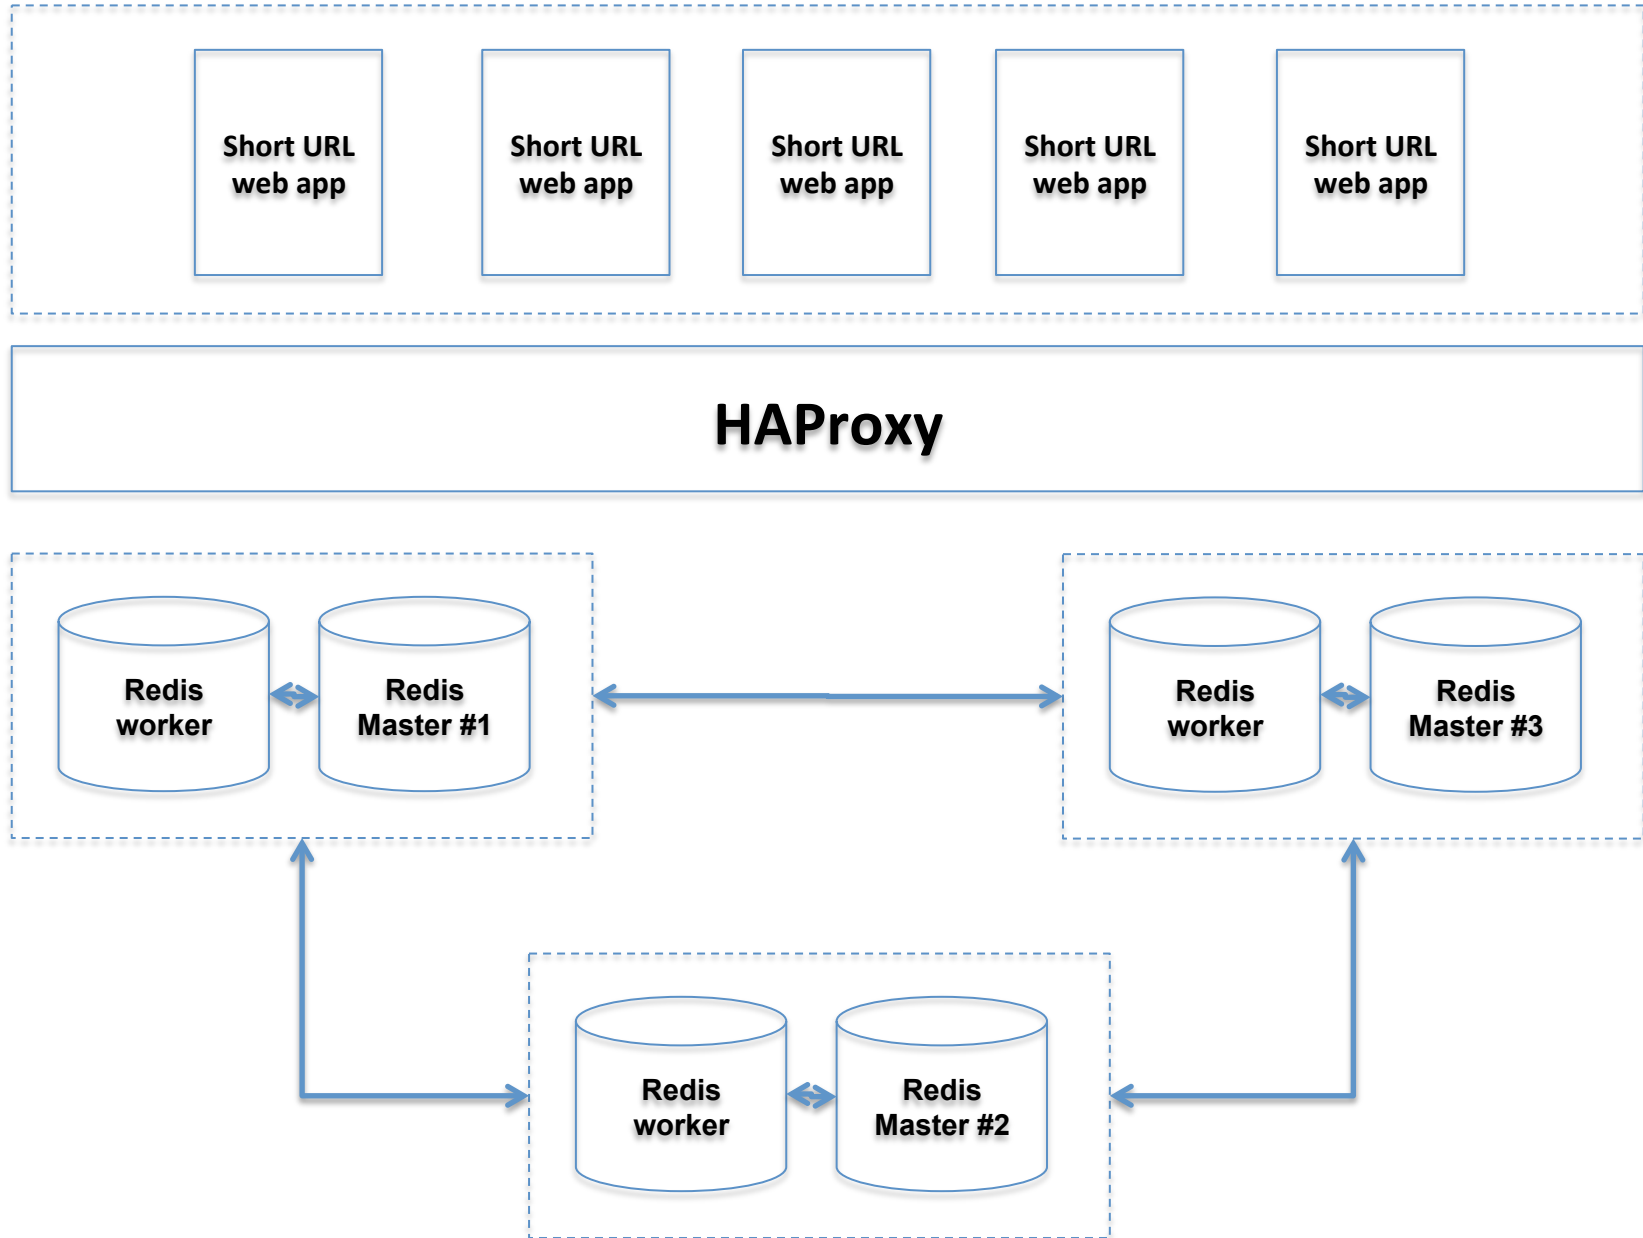 Short URL
web app
Short URL
web app
Short URL
web app
Short URL
web app
Short URL
web app
HAProxy
Redis
worker
Redis
Master #1
Redis
worker
Redis
Master #3
Redis
worker
Redis
Master #2